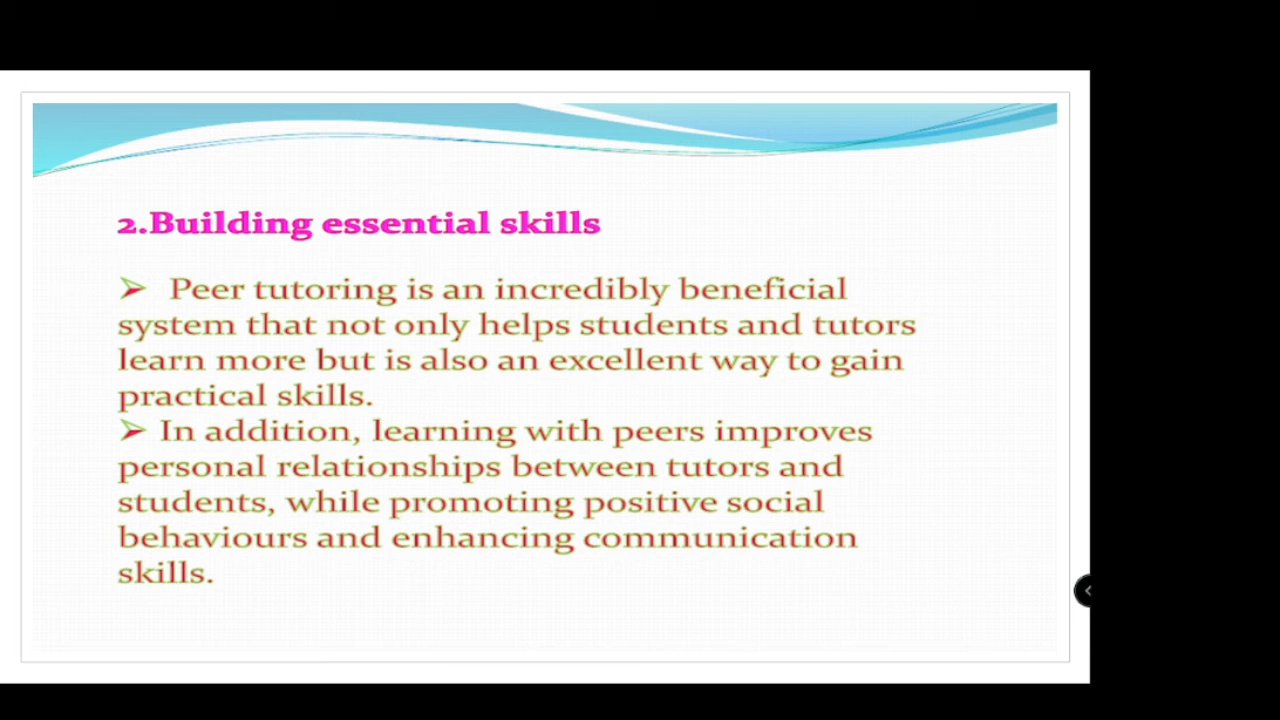 2.Building essential skills
➢ Peer tutoring is an incredibly beneficial
system that not only helps students and tutors
learn more but is also an excellent way to gain
practical skills.
➢ In addition, learning with peers improves
personal relationships between tutors and
students, while promoting positive social
behaviours and enhancing communication
skills.